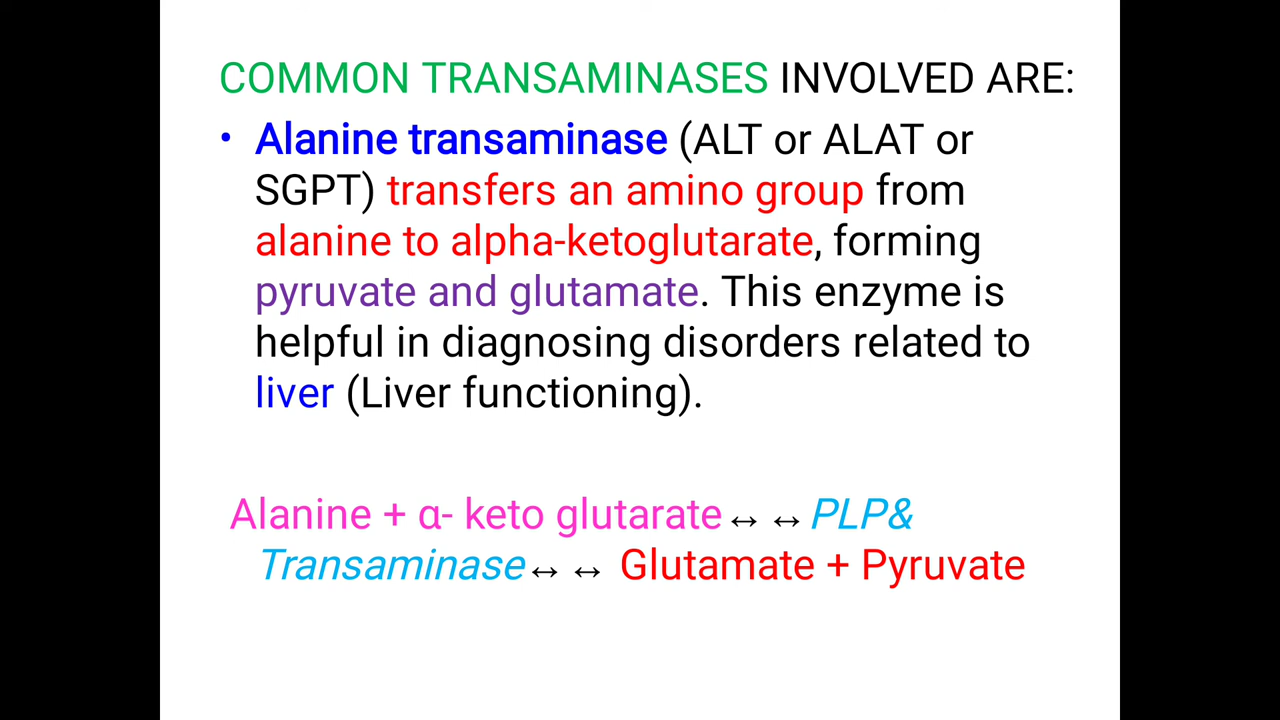 COMMON TRANSAMINASES INVOLVED ARE:
• Alanine transaminase (ALT or ALAT or
SGPT) transfers an amino group from
alanine to alpha-ketoglutarate, forming
pyruvate and glutamate. This enzyme is
helpful in diagnosing disorders related to
liver (Liver functioning).
Alanine + α- keto glutarate↔ ↔PLP&
Transaminase↔ ↔ Glutamate + Pyruvate